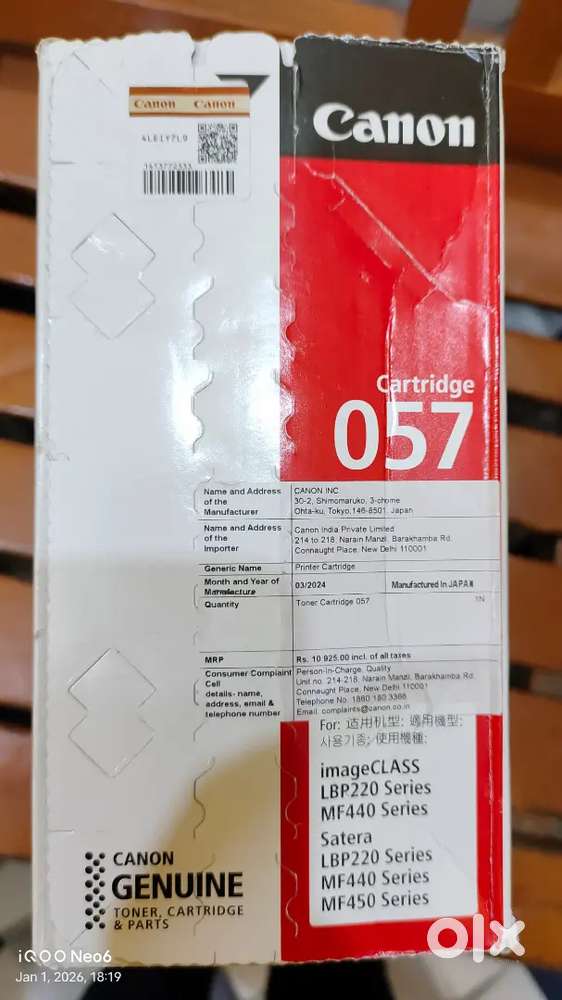 Canon Canon
4LE1Y7L9
1473772333
Canon
Cartridge
057
Name and Address of the Manufacturer
CANON INC.
30-2, Shimomaruko, 3-chome
Ohta-ku, Tokyo,146-8501, Japan
Name and Address of the Importer
Canon India Private Limited
214 to 218, Narain Manzil, Barakhamba Rd.
Connaught Place, New Delhi 110001
Generic Name Printer Cartridge
Month and Year of Manufacture 03/2024 Manufactured In JAPAN
Quantity Toner Cartridge 057 1N
MRP Rs. 10 925.00 incl. of all taxes
Consumer Complaint Cell details- name, address, email & telephone number
Person-in-Charge, Quality
Unit no. 214-218, Narain Manzil, Barakhamba Rd.
Connaught Place, New Delhi 110001
Telephone No. 1860 180 3366
Email. complaints@canon.co.in
For: 适用机型: 適用機型:
사용기종: 使用機種:
imageCLASS
LBP220 Series
MF440 Series
Satera
LBP220 Series
MF440 Series
MF450 Series
CANON
GENUINE
TONER, CARTRIDGE
& PARTS
olx
iQOO Neo6
Jan 1, 2026, 18:19